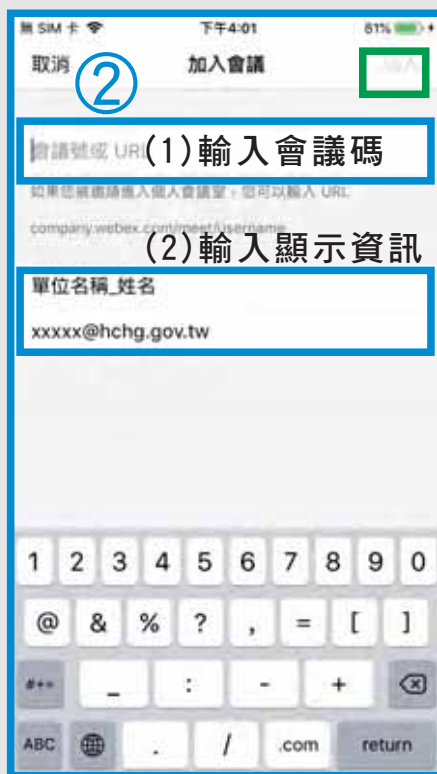 無 SIM 卡 下午4:01 81%
取消 加入會議 加入
②
會議號或 URL
(1)輸入會議碼
如果您被邀請進入個人會議室，您可以輸入 URL
company.webex.com/meet/username
(2)輸入顯示資訊
單位名稱_姓名
xxxxx@hchg.gov.tw
1 2 3 4 5 6 7 8 9 0
@ & % ? , = [ ]
#+= _ : - +
ABC . / .com return